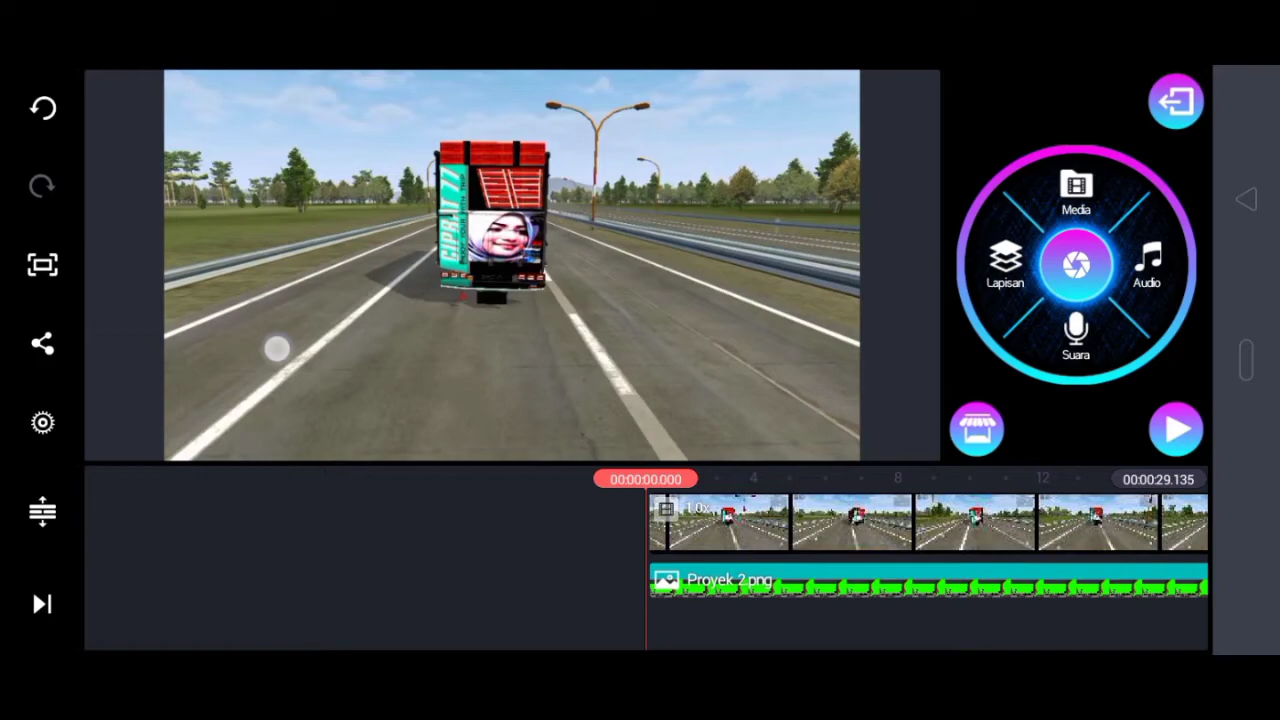 CIPRUT //
Media
Lapisan
Audio
Suara
00:00:00.000
4
8
12
00:00:29.135
1.0x
Proyek 2.png